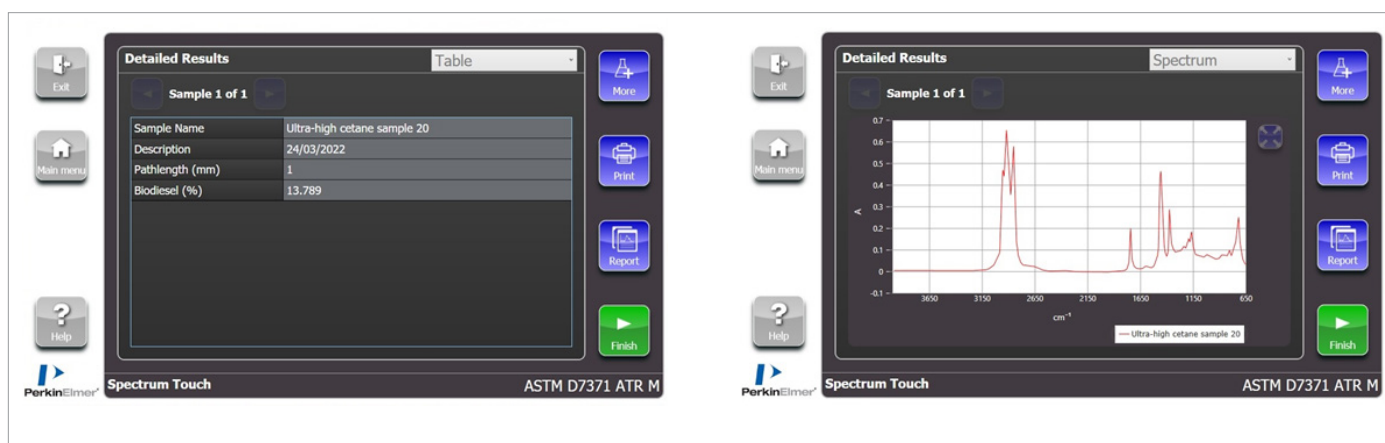 Detailed Results
Table
Exit
Sample 1 of 1
More
Sample Name Ultra-high cetane sample 20
Description 24/03/2022
Pathlength (mm) 1
Biodiesel (%) 13.789
Main menu
Print
Report
Help
Finish
PerkinElmer
Spectrum Touch ASTM D7371 ATR M
Detailed Results
Spectrum
Exit
Sample 1 of 1
More
0.7
0.6
0.5
0.4
0.3
0.2
0.1
0
-0.1
A
3650 3150 2650 2150 1650 1150 650
cm⁻¹
Ultra-high cetane sample 20
Main menu
Print
Report
Help
Finish
PerkinElmer
Spectrum Touch ASTM D7371 ATR M